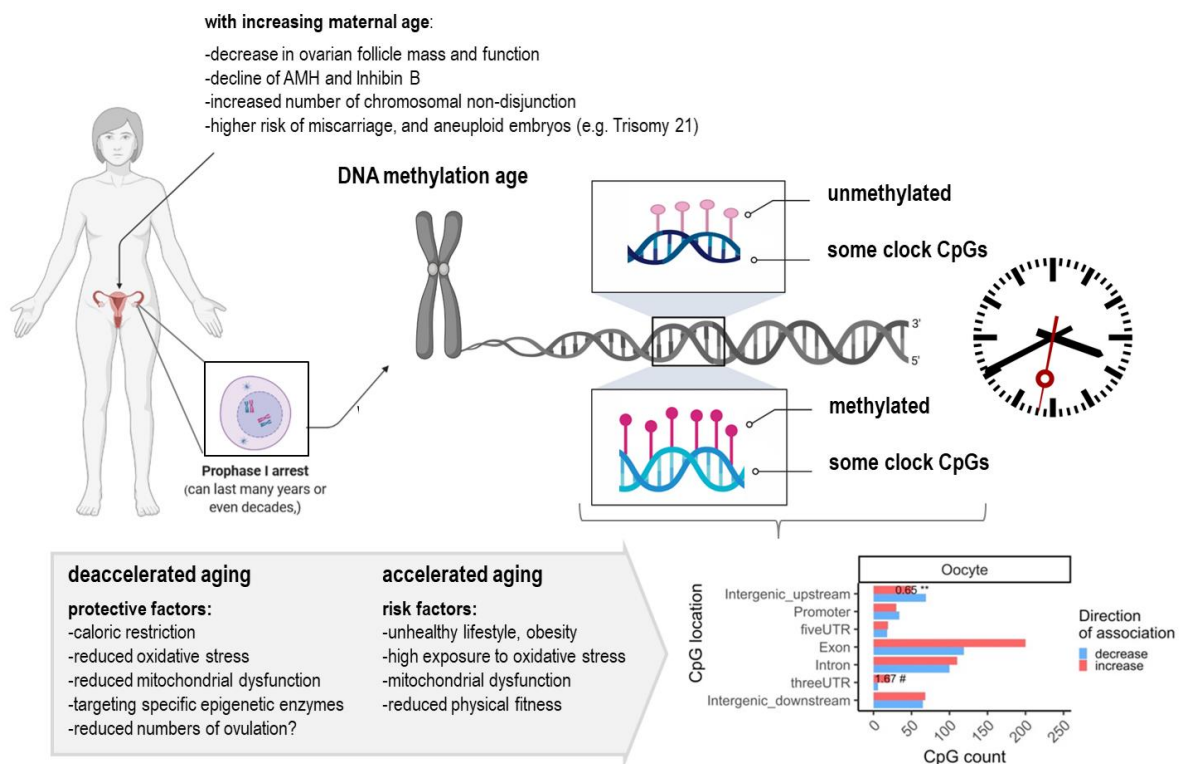 with increasing maternal age:
-decrease in ovarian follicle mass and function
-decline of AMH and Inhibin B
-increased number of chromosomal non-disjunction
-higher risk of miscarriage, and aneuploid embryos (e.g. Trisomy 21)
DNA methylation age
unmethylated
some clock CpGs
3'
5'
methylated
some clock CpGs
Prophase I arrest
(can last many years or
even decades,)
deaccelerated aging
protective factors:
-caloric restriction
-reduced oxidative stress
-reduced mitochondrial dysfunction
-targeting specific epigenetic enzymes
-reduced numbers of ovulation?
accelerated aging
risk factors:
-unhealthy lifestyle, obesity
-high exposure to oxidative stress
-mitochondrial dysfunction
-reduced physical fitness
Oocyte
CpG location
Intergenic_upstream
Promoter
fiveUTR
Exon
Intron
threeUTR
Intergenic_downstream
0.65 **
1.67 #
0
50
100
150
200
250
CpG count
Direction
of association
decrease
increase